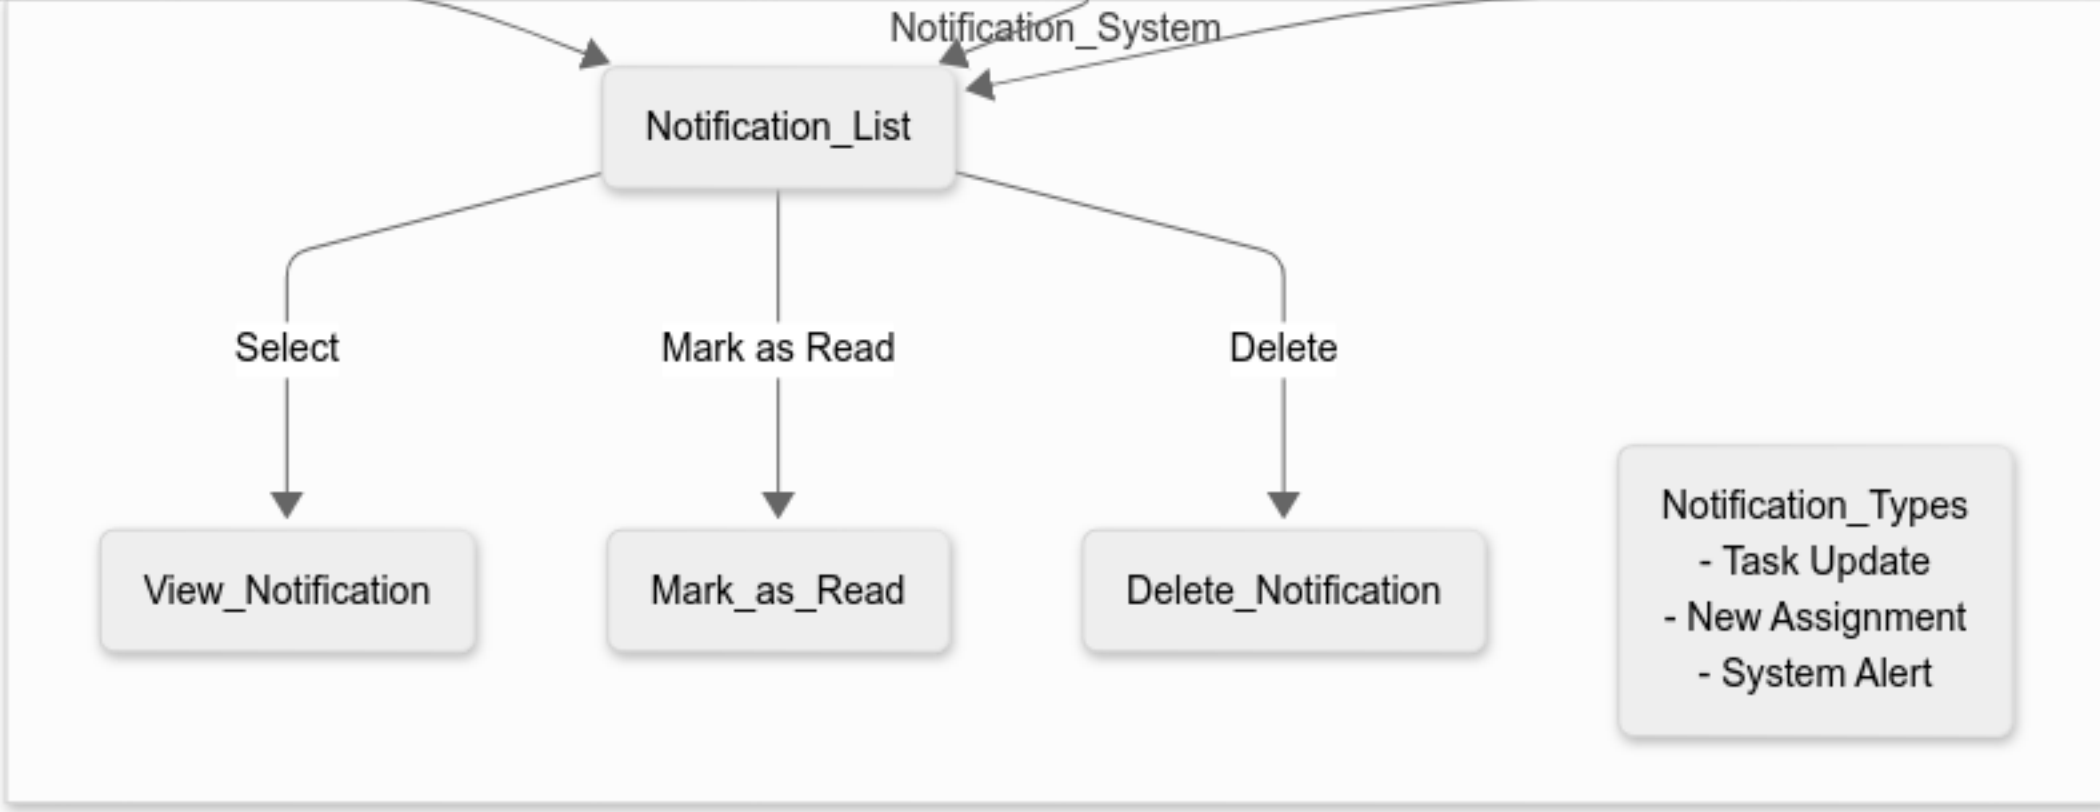 Notification_System
Notification_List
Select
Mark as Read
Delete
View_Notification
Mark_as_Read
Delete_Notification
Notification_Types
- Task Update
- New Assignment
- System Alert